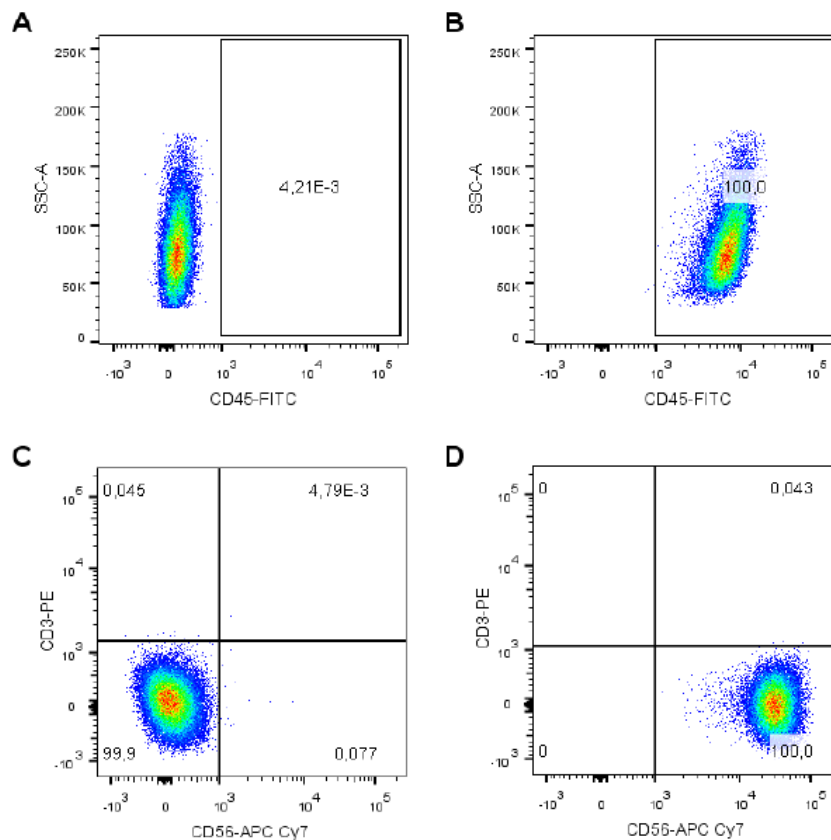 A
250K
200K
150K
100K
50K
0
SSC-A
4,21E-3
-10³ 0 10³ 10⁴ 10⁵
CD45-FITC
B
250K
200K
150K
100K
50K
0
SSC-A
100,0
-10³ 0 10³ 10⁴ 10⁵
CD45-FITC
C
10⁵
10⁴
10³
0
-10³
CD3-PE
0,045 4,79E-3
99,9 0,077
-10³ 0 10³ 10⁴ 10⁵
CD56-APC Cy7
D
10⁵
10⁴
10³
0
-10³
CD3-PE
0 0,043
0 100,0
-10³ 0 10³ 10⁴ 10⁵
CD56-APC Cy7